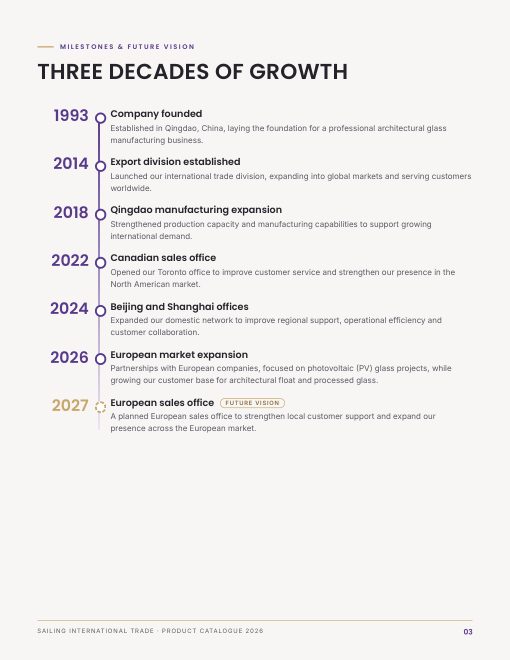 MILESTONES & FUTURE VISION
THREE DECADES OF GROWTH
1993
Company founded
Established in Qingdao, China, laying the foundation for a professional architectural glass
manufacturing business.
2014
Export division established
Launched our international trade division, expanding into global markets and serving customers
worldwide.
2018
Qingdao manufacturing expansion
Strengthened production capacity and manufacturing capabilities to support growing
international demand.
2022
Canadian sales office
Opened our Toronto office to improve customer service and strengthen our presence in the
North American market.
2024
Beijing and Shanghai offices
Expanded our domestic network to improve regional support, operational efficiency and
customer collaboration.
2026
European market expansion
Partnerships with European companies, focused on photovoltaic (PV) glass projects, while
growing our customer base for architectural float and processed glass.
2027
European sales office FUTURE VISION
A planned European sales office to strengthen local customer support and expand our
presence across the European market.
SAILING INTERNATIONAL TRADE · PRODUCT CATALOGUE 2026 03